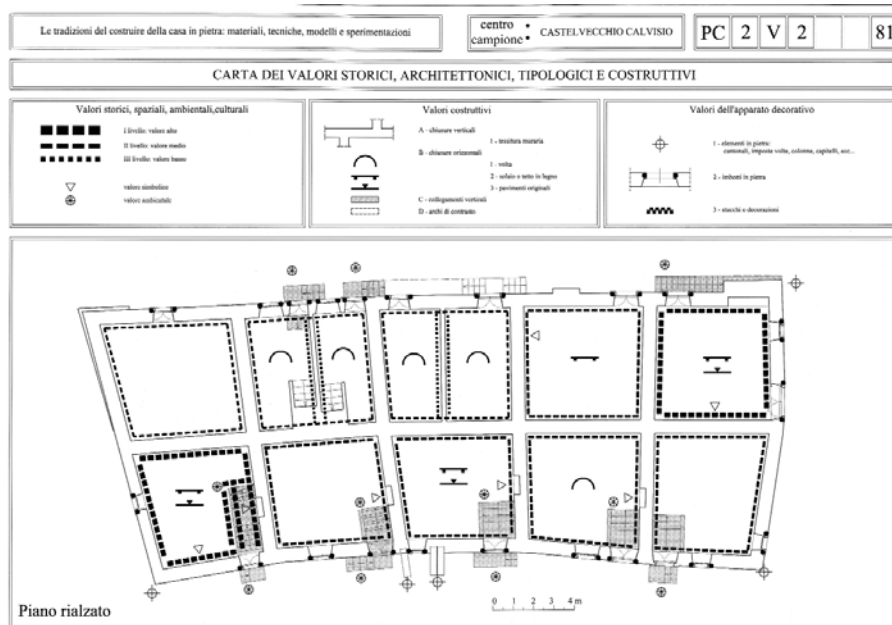 Le tradizioni del costruire della casa in pietra: materiali, tecniche, modelli e sperimentazioni
centro campione : CASTELVECCHIO CALVISIO
PC 2 V 2 81
CARTA DEI VALORI STORICI, ARCHITETTONICI, TIPOLOGICI E COSTRUTTIVI
Valori storici, spaziali, ambientali,culturali
I livello: valore alto
II livello: valore medio
III livello: valore basso
valore simbolico
valore ambientale
Valori costruttivi
A - chiusure verticali
1 - tessitura muraria
B - chiusure orizzontali
1 - volta
2 - solaio o tetto in legno
3 - pavimenti originali
C - collegamenti verticali
D - archi di contrasto
Valori dell'apparato decorativo
1 - elementi in pietra:
cantonali, imposte volta, colonne, capitelli, ecc...
2 - imbotti in pietra
3 - stucchi e decorazioni
Piano rialzato
0 1 2 3 4 m